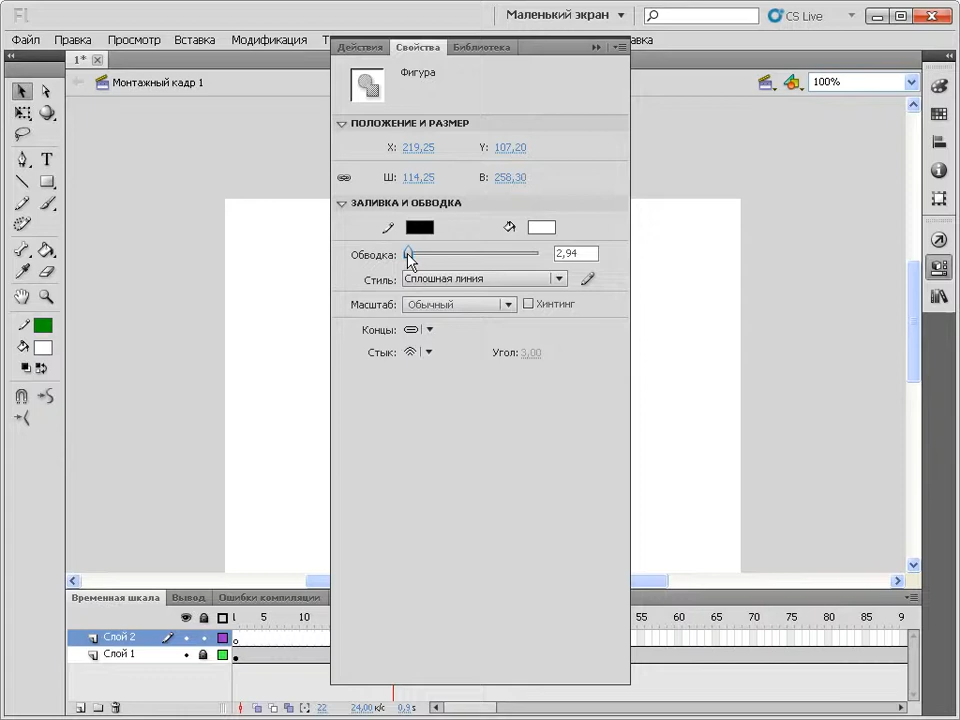 Fl Маленький экран CS Live
Файл Правка Просмотр Вставка Модификация
Действия Свойства Библиотека
1*
Монтажный кадр 1 100%
Фигура
ПОЛОЖЕНИЕ И РАЗМЕР
X: 219,25 Y: 107,20
Ш: 114,25 В: 258,30
ЗАЛИВКА И ОБВОДКА
Обводка: 2,94
Стиль: Сплошная линия
Масштаб: Обычный Хинтинг
Концы:
Стык: Угол: 3,00
Временная шкала Вывод Ошибки компиляции
1 5 10 55 60 65 70 75 80 85 9
Слой 2
Слой 1
22 24,00 к/с 0,9 s